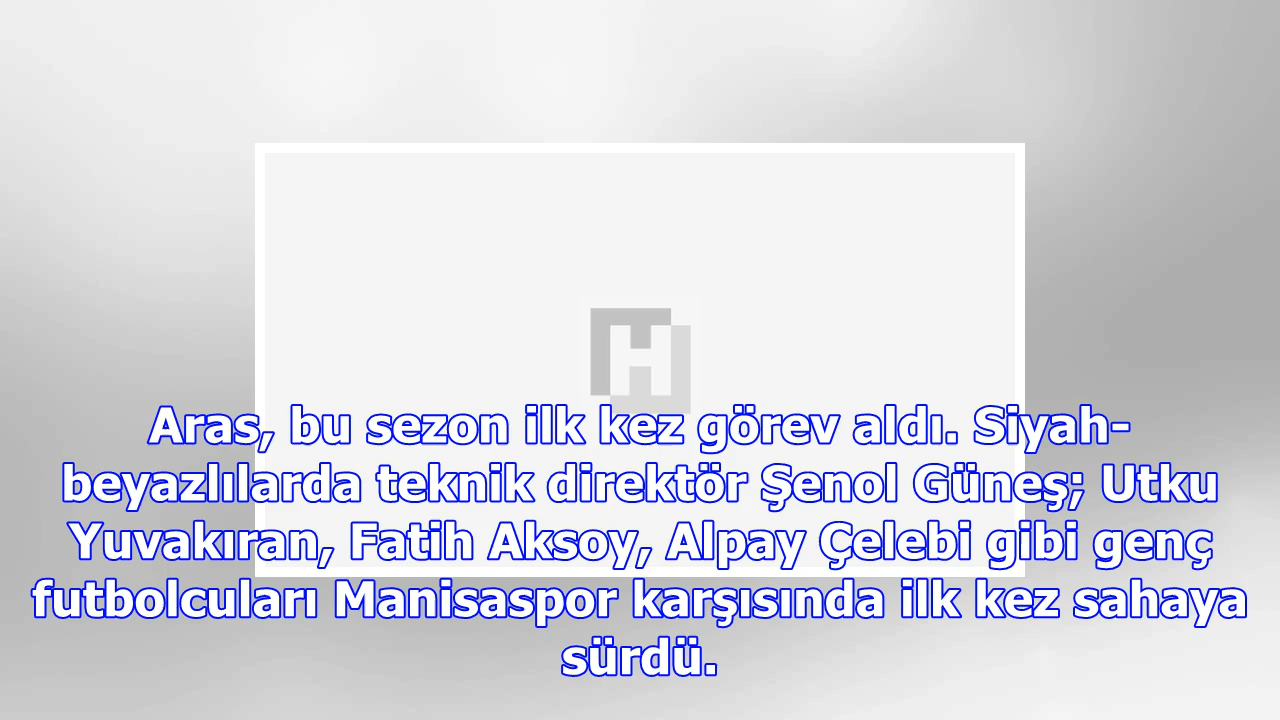 Aras, bu sezon ilk kez görev aldı. Siyah-
beyazlılarda teknik direktör Şenol Güneş; Utku
Yuvakıran, Fatih Aksoy, Alpay Çelebi gibi genç
futbolcuları Manisaspor karşısında ilk kez sahaya
sürdü.